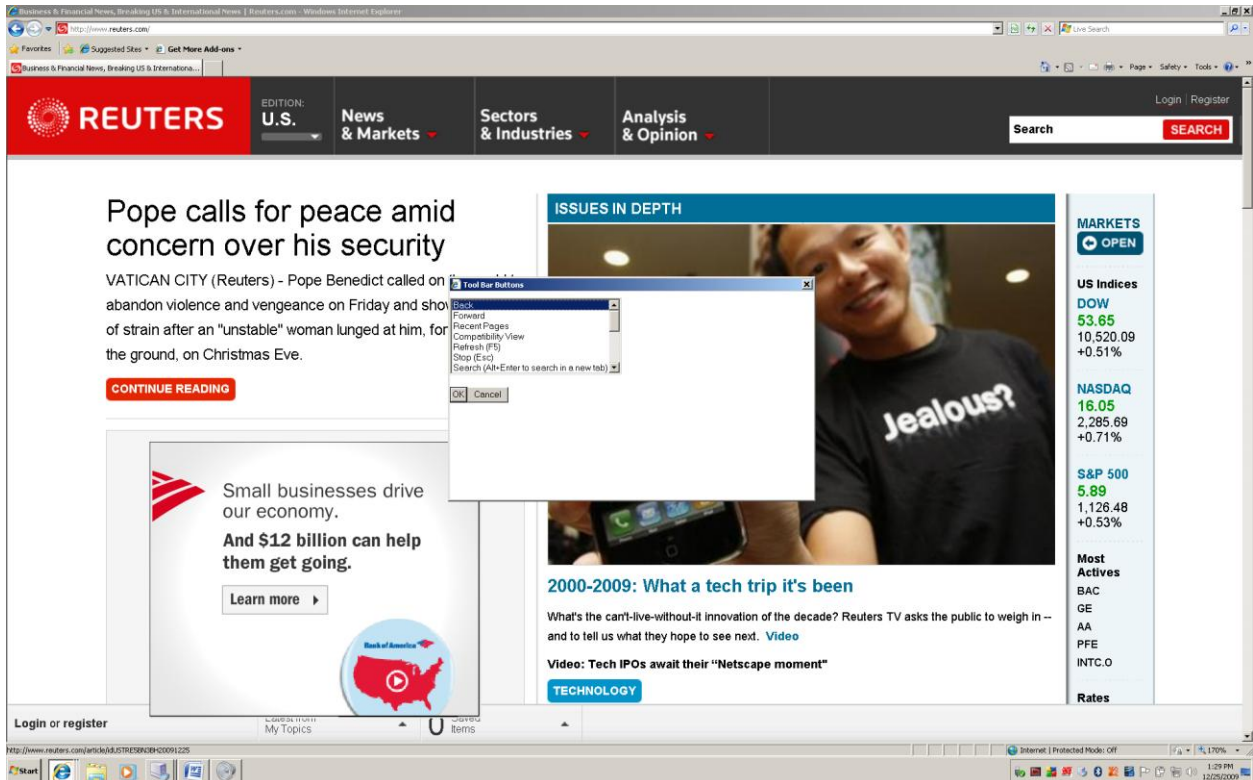 Business & Financial News, Breaking US & International News | Reuters.com - Windows Internet Explorer
http://www.reuters.com/
Live Search
Favorites Suggested Sites Get More Add-ons
Business & Financial News, Breaking US & Internationa...
Page Safety Tools
Login | Register
REUTERS
EDITION:
U.S.
News
& Markets
Sectors
& Industries
Analysis
& Opinion
Search SEARCH
Pope calls for peace amid
concern over his security
VATICAN CITY (Reuters) - Pope Benedict called on
abandon violence and vengeance on Friday and
of strain after an "unstable" woman lunged at him,
the ground, on Christmas Eve.
CONTINUE READING
Small businesses drive
our economy.
And $12 billion can help
them get going.
Learn more
Bank of America
Tool Bar Buttons
Back
Forward
Recent Pages
Compatibility View
Refresh (F5)
Stop (Esc)
Search (Alt+Enter to search in a new tab)
OK Cancel
ISSUES IN DEPTH
Jealous?
2000-2009: What a tech trip it's been
What's the can't-live-without-it innovation of the decade? Reuters TV asks the public to weigh in --
and to tell us what they hope to see next. Video
Video: Tech IPOs await their “Netscape moment"
TECHNOLOGY
MARKETS
OPEN
US Indices
DOW
53.65
10,520.09
+0.51%
NASDAQ
16.05
2,285.69
+0.71%
S&P 500
5.89
1,126.48
+0.53%
Most
Actives
BAC
GE
AA
PFE
INTC.O
Rates
Login or register
Latest from
My Topics
0 Saved
Items
http://www.reuters.com/article/idUSTRE5BN0BH20091225
Internet | Protected Mode: Off
170%
Start
1:29 PM
12/25/2009